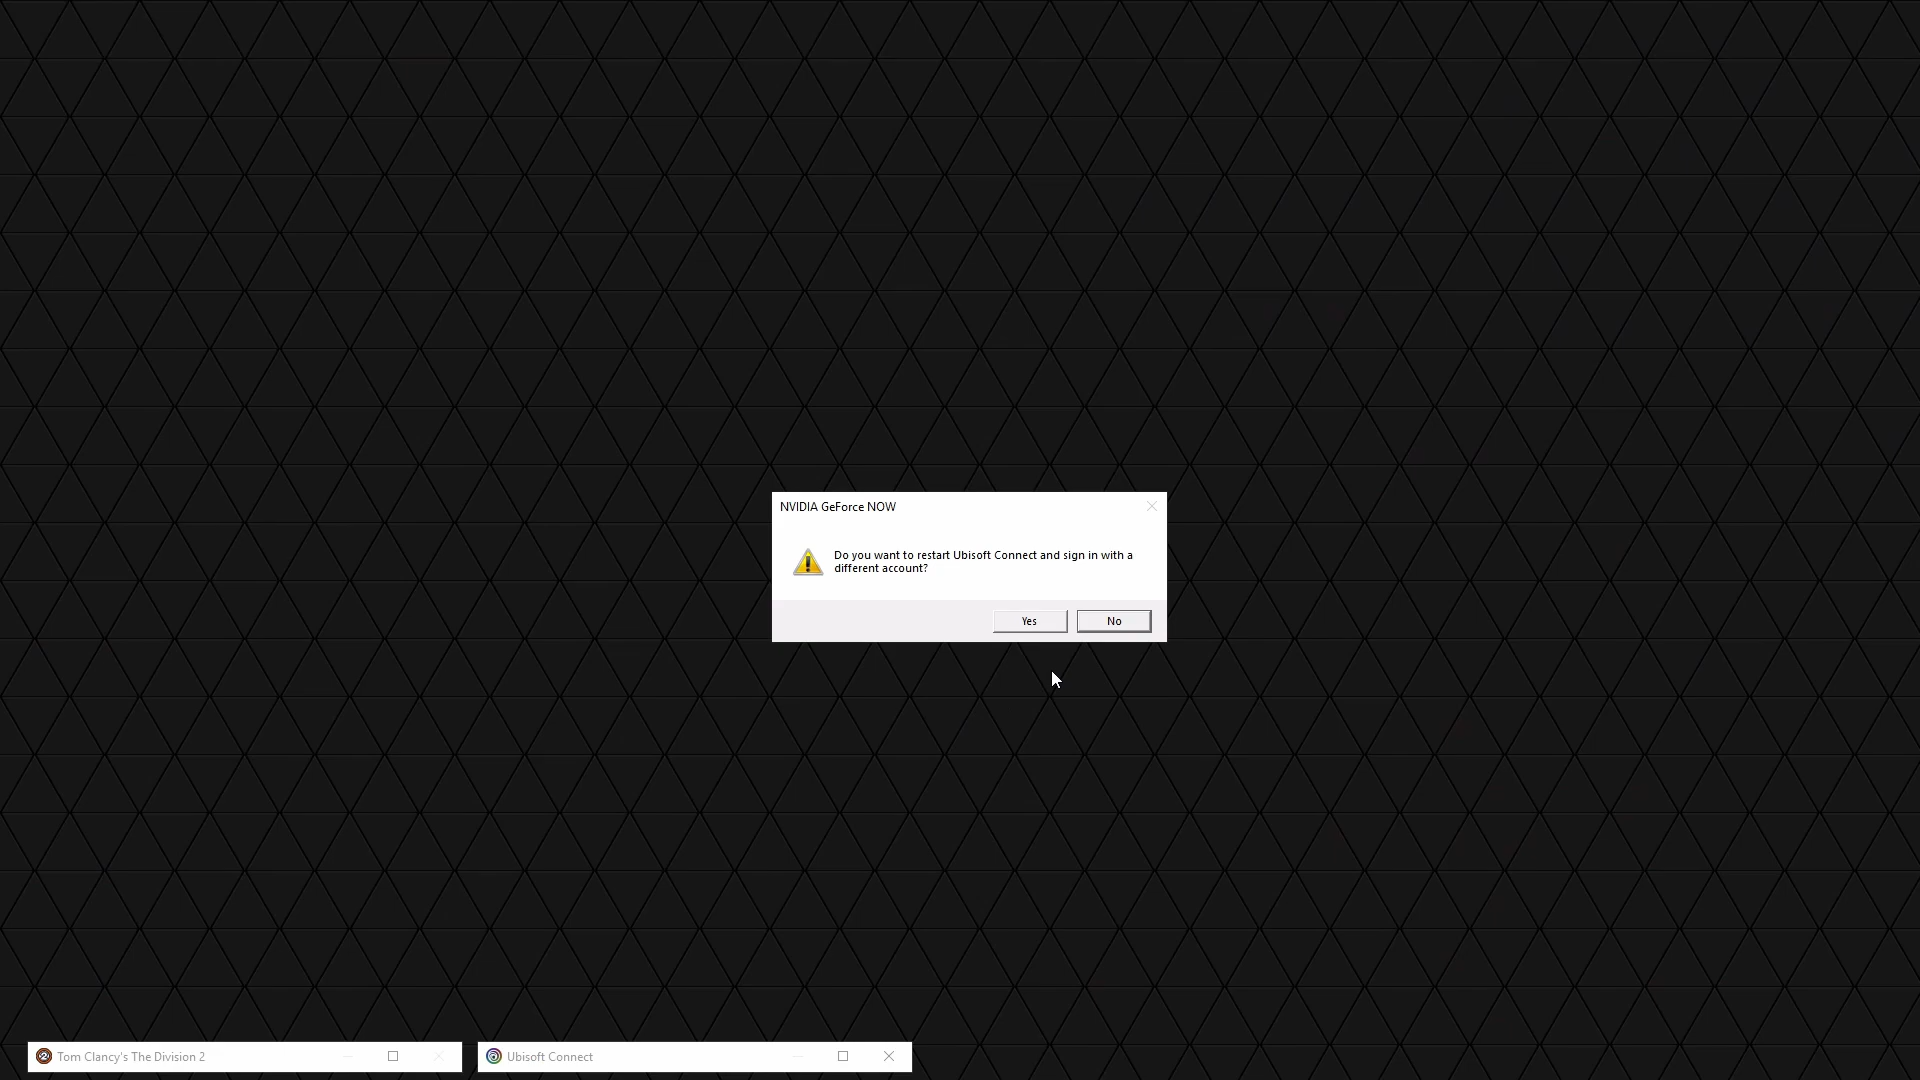 NVIDIA GeForce NOW
Do you want to restart Ubisoft Connect and sign in with a
different account?
Yes
No
Tom Clancy's The Division 2
Ubisoft Connect